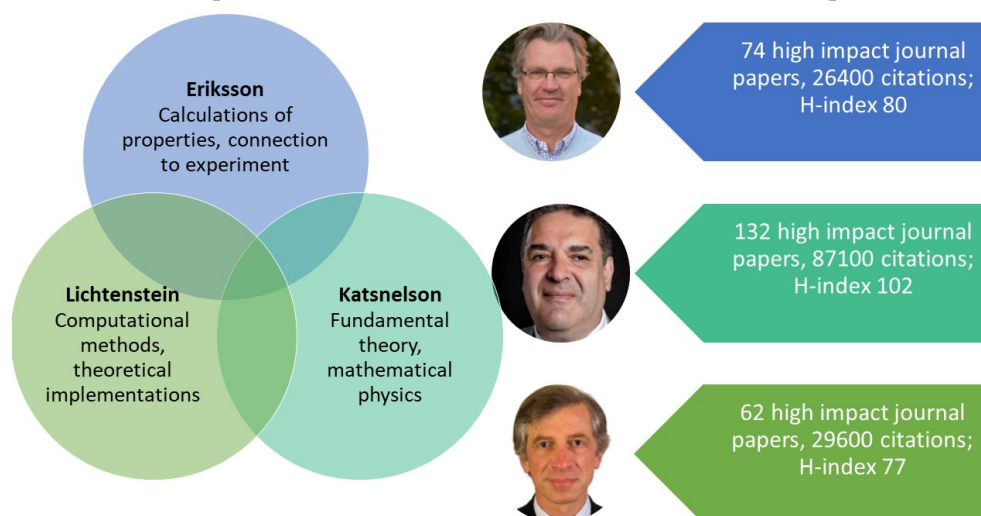 Eriksson
Calculations of
properties, connection
to experiment
Lichtenstein
Computational
methods,
theoretical
implementations
Katsnelson
Fundamental
theory,
mathematical
physics
74 high impact journal
papers, 26400 citations;
H-index 80
132 high impact journal
papers, 87100 citations;
H-index 102
62 high impact journal
papers, 29600 citations;
H-index 77